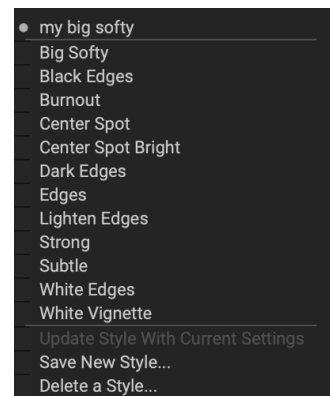 my big softy
Big Softy
Black Edges
Burnout
Center Spot
Center Spot Bright
Dark Edges
Edges
Lighten Edges
Strong
Subtle
White Edges
White Vignette
Update Style With Current Settings
Save New Style...
Delete a Style...